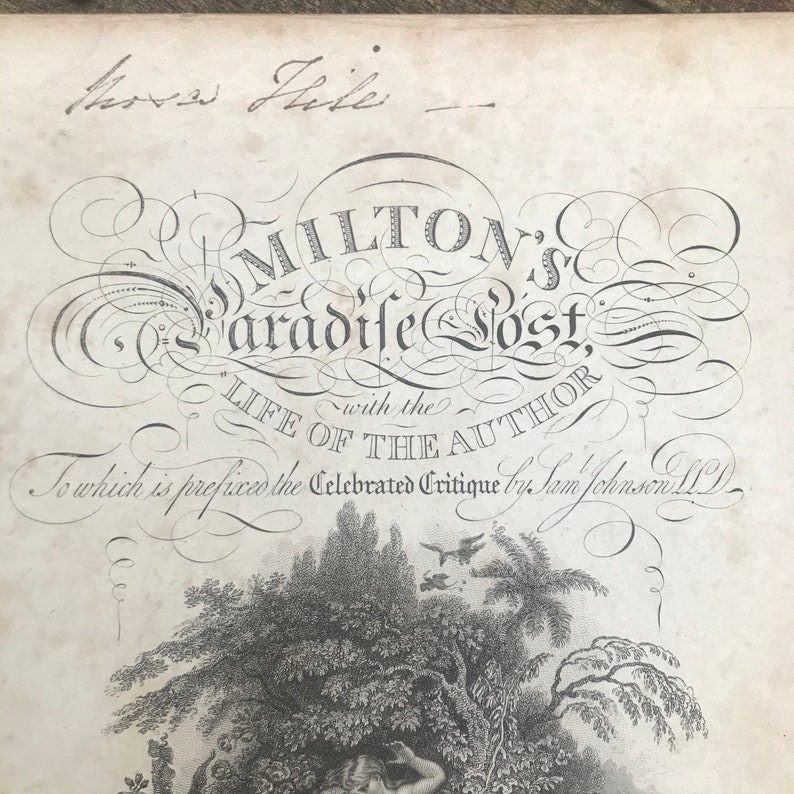 MILTON'S
Paradiſe Lost,
with the
LIFE OF THE AUTHOR
To which is prefixed the Celebrated Critique by Saml. Johnson LLD